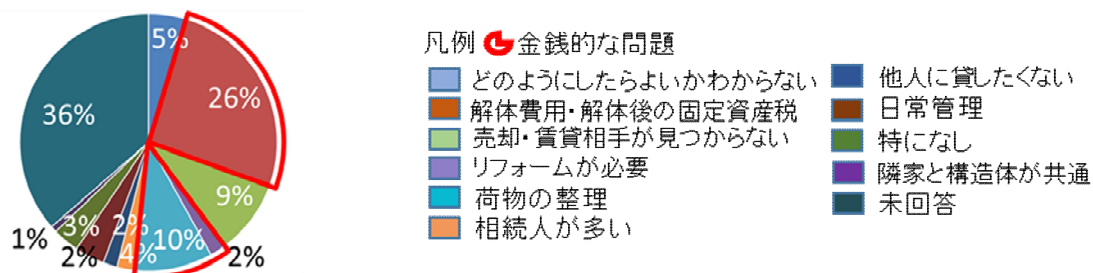 5%
26%
36%
9%
3%
2%
10%
4%
1%
2%
2%
凡例 金銭的な問題
どのようにしたらよいかわからない
解体費用・解体後の固定資産税
売却・賃貸相手が見つからない
リフォームが必要
荷物の整理
相続人が多い
他人に貸したくない
日常管理
特になし
隣家と構造体が共通
未回答